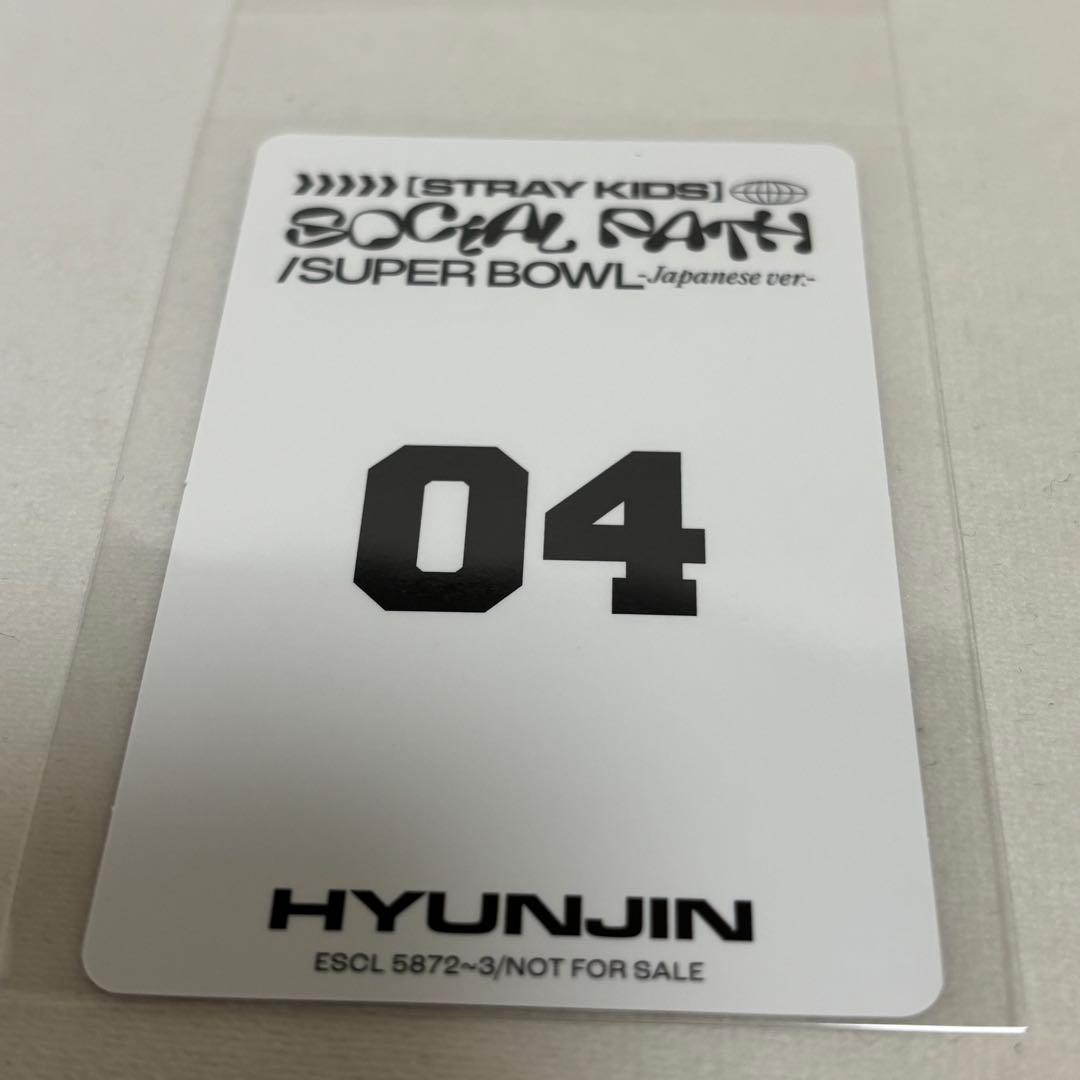 [STRAY KIDS]
SOCIAL PATH
/SUPER BOWL-Japanese ver.-
04
HYUNJIN
ESCL 5872~3/NOT FOR SALE